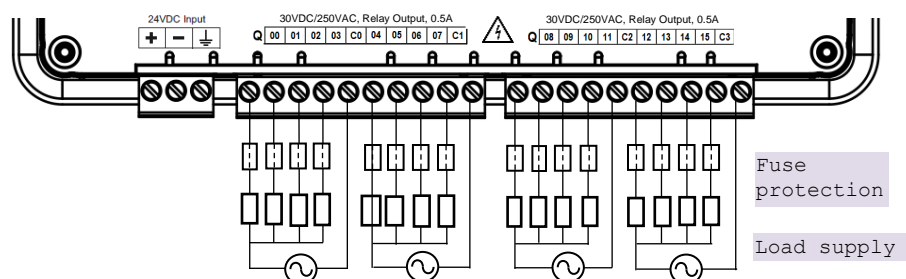 24VDC Input
+ −
30VDC/250VAC, Relay Output, 0.5A
Q 00 01 02 03 C0 04 05 06 07 C1
30VDC/250VAC, Relay Output, 0.5A
Q 08 09 10 11 C2 12 13 14 15 C3
Fuse
protection
Load supply